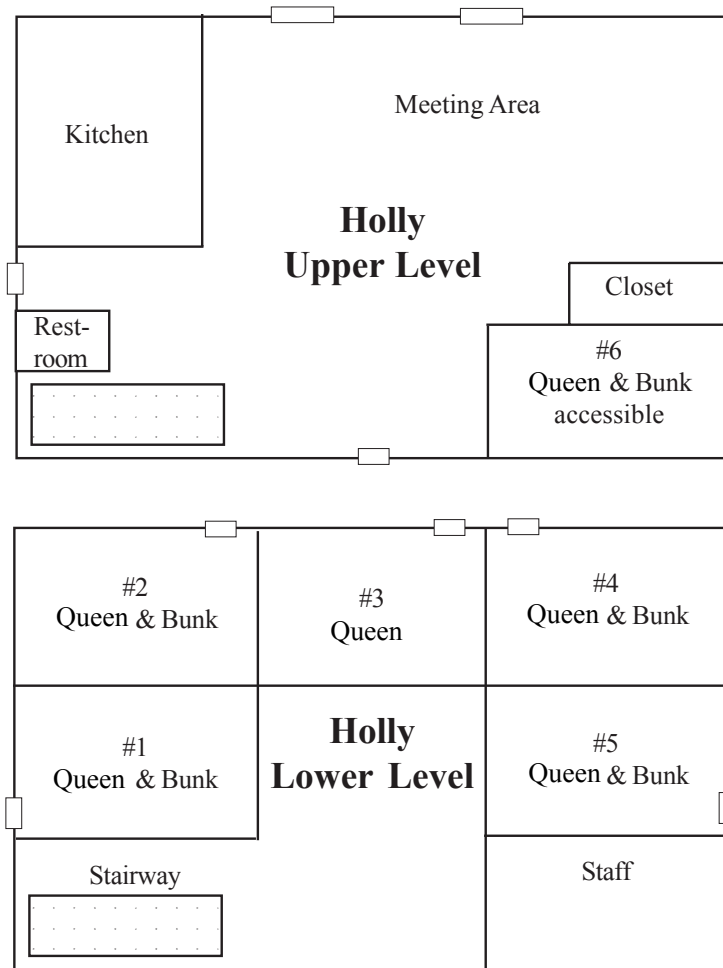 Meeting Area
Kitchen
Holly
Upper Level
Closet
Rest-
room
#6
Queen & Bunk
accessible
#2
Queen & Bunk
#3
Queen
#4
Queen & Bunk
#1
Queen & Bunk
Holly
Lower Level
#5
Queen & Bunk
Stairway
Staff